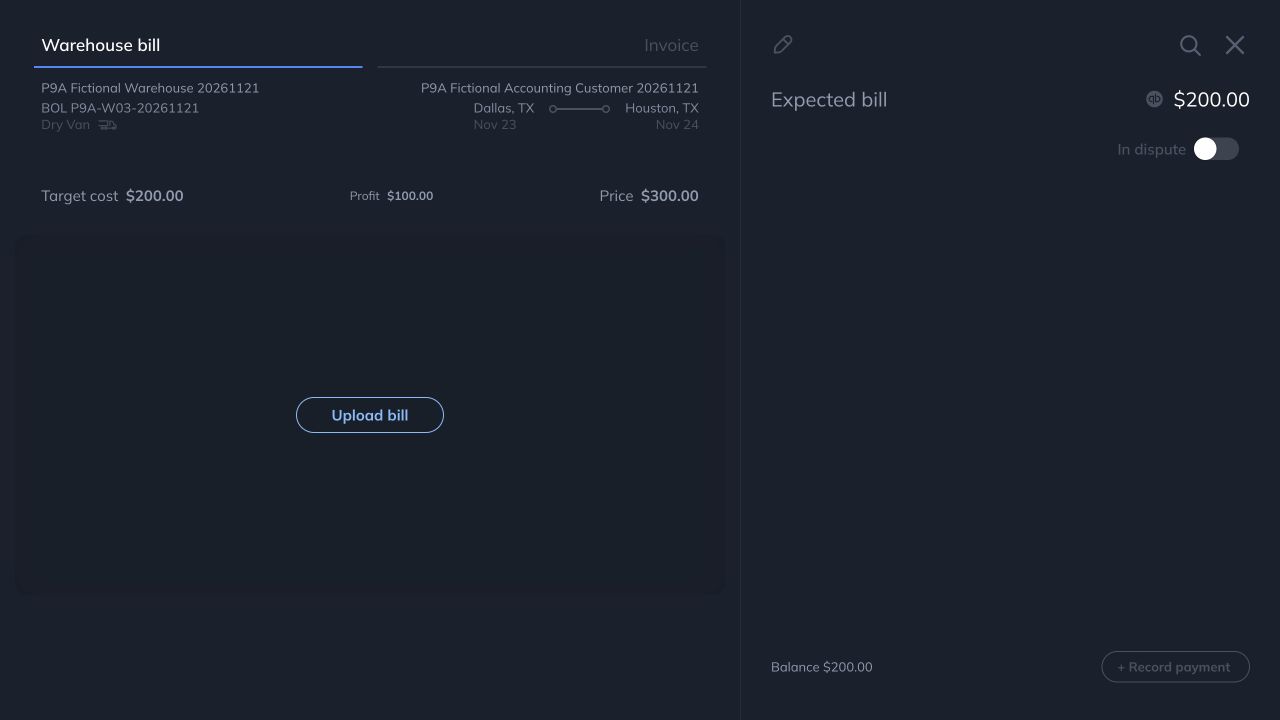 Warehouse bill
Invoice
P9A Fictional Warehouse 20261121
BOL P9A-W03-20261121
Dry Van
P9A Fictional Accounting Customer 20261121
Dallas, TX
Houston, TX
Nov 23
Nov 24
Target cost $200.00
Profit $100.00
Price $300.00
Upload bill
Expected bill
qb $200.00
In dispute
Balance $200.00
+ Record payment